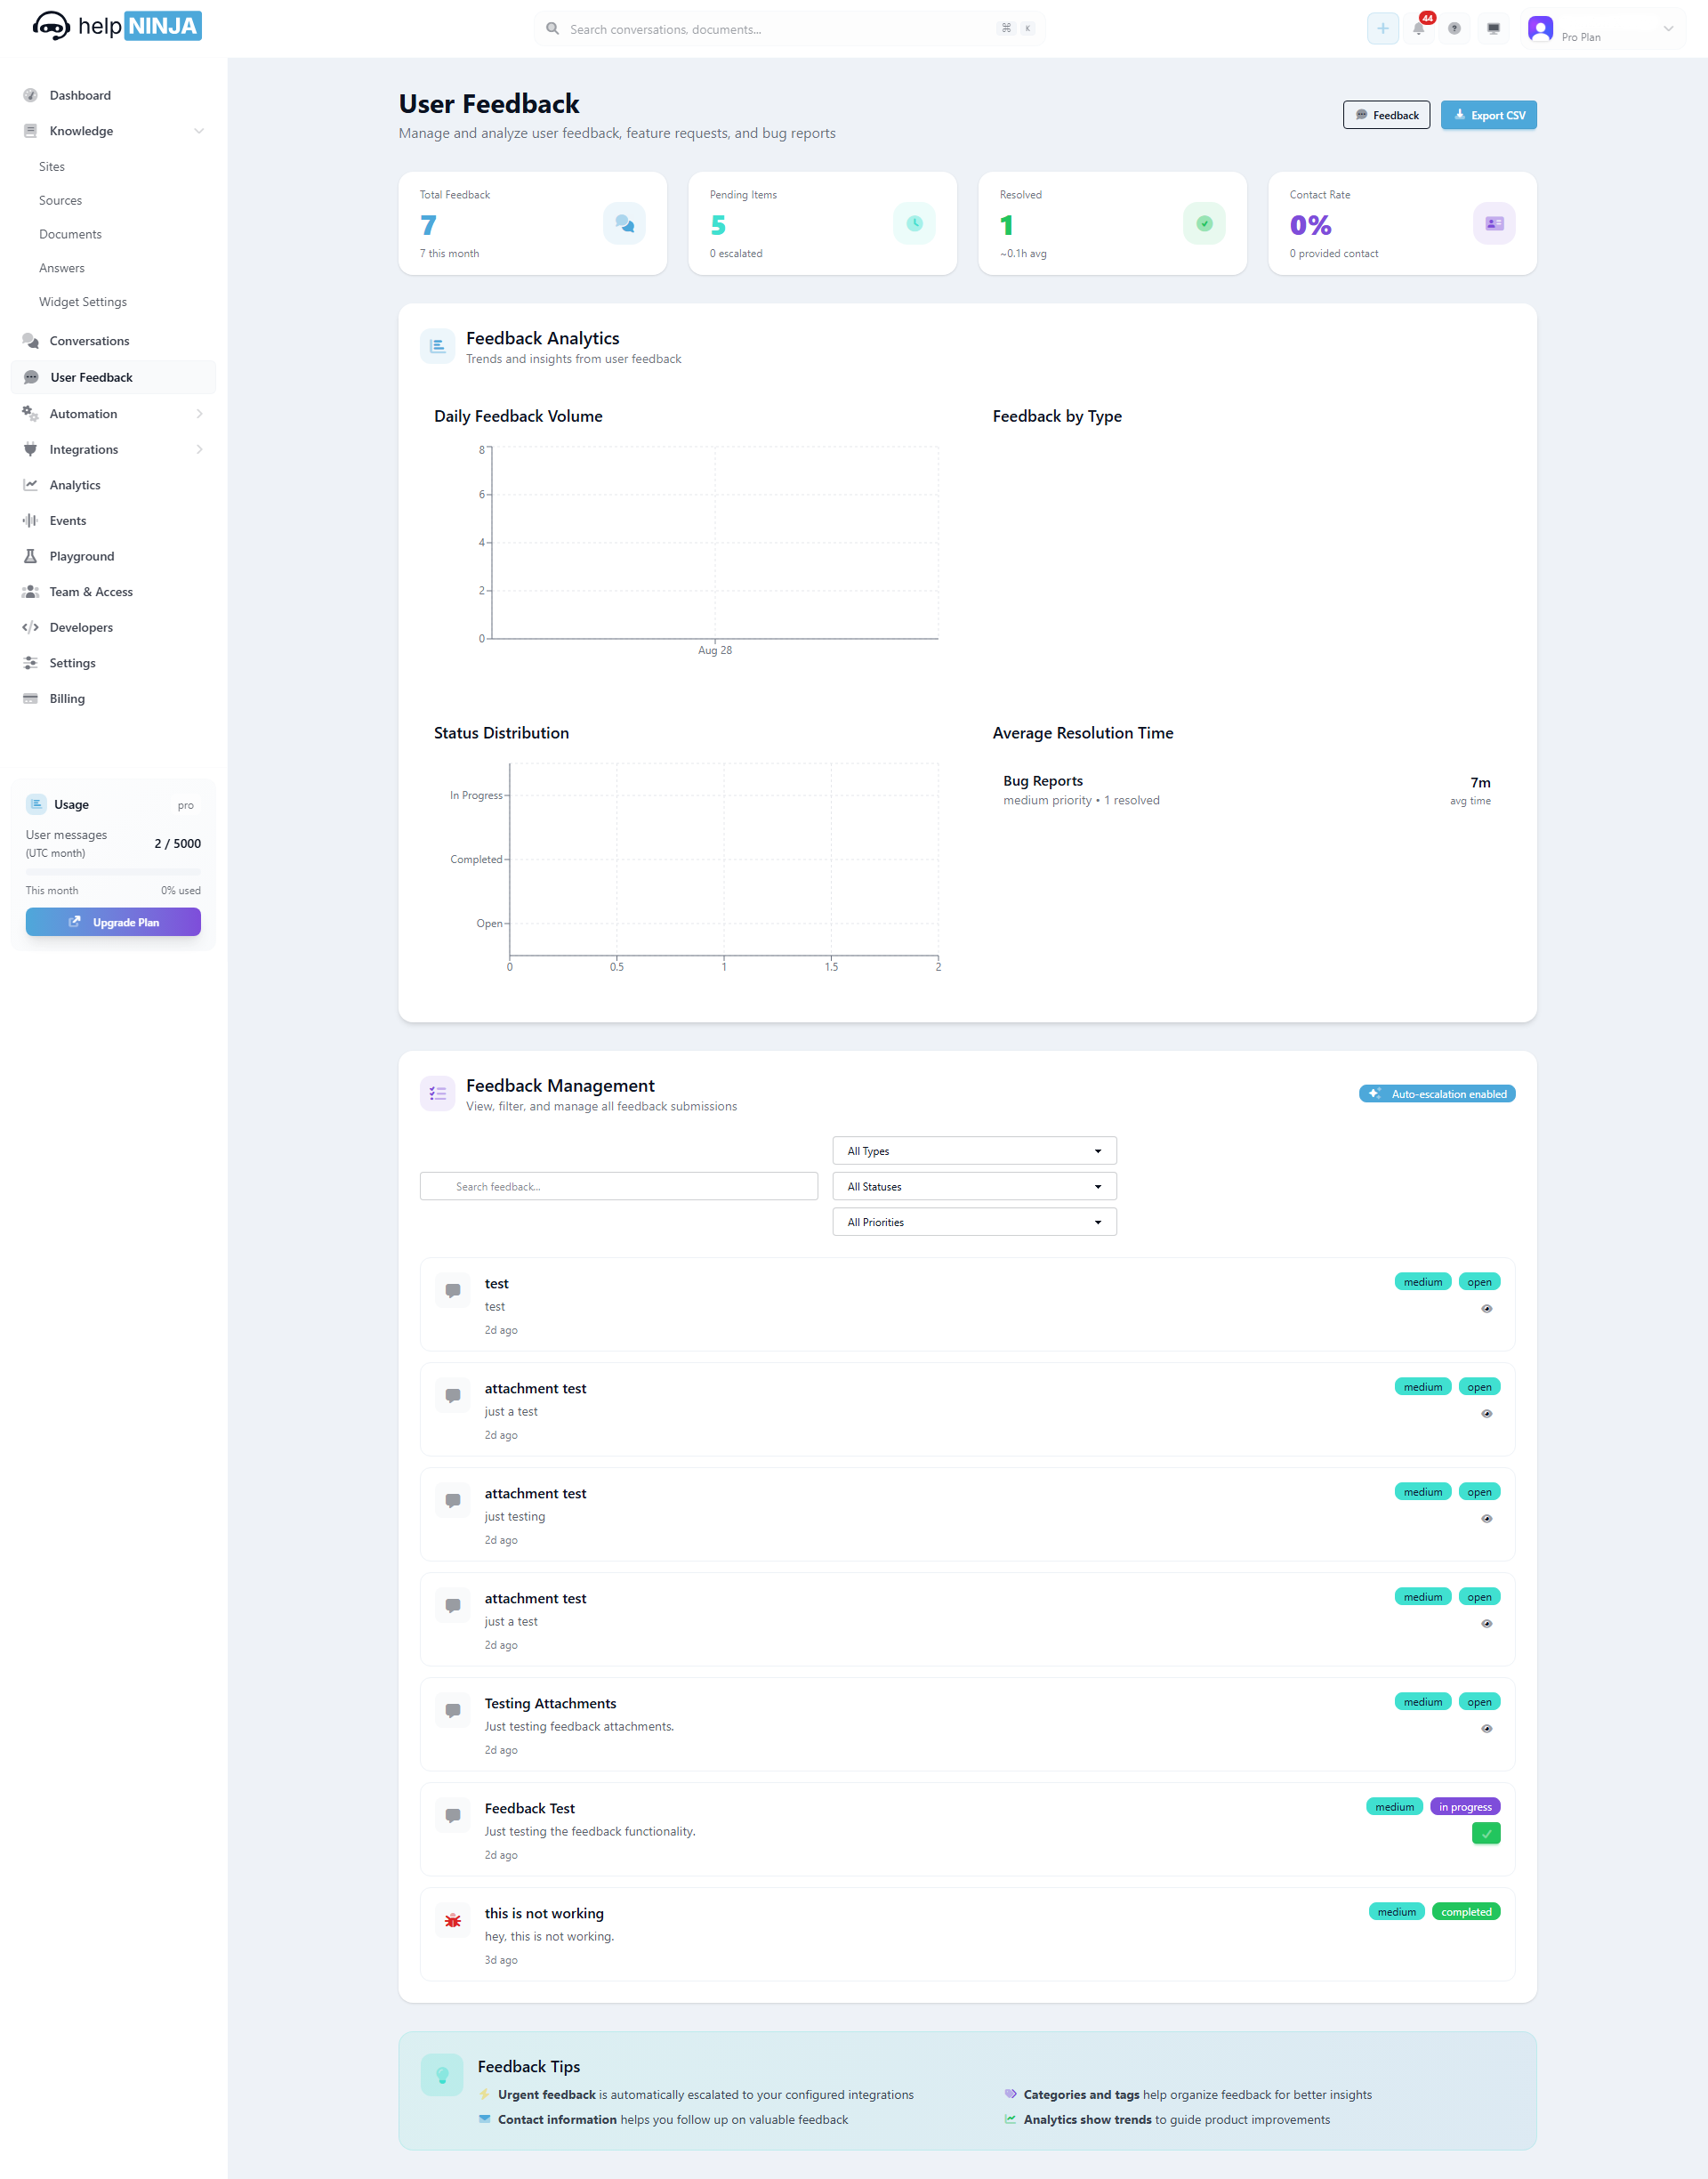 help NINJA
Search conversations, documents...
⌘ K
44
Pro Plan
Dashboard
Knowledge
Sites
Sources
Documents
Answers
Widget Settings
Conversations
User Feedback
Automation
Integrations
Analytics
Events
Playground
Team & Access
Developers
Settings
Billing
Usage
pro
User messages
(UTC month)
2 / 5000
This month
0% used
Upgrade Plan
User Feedback
Manage and analyze user feedback, feature requests, and bug reports
Feedback
Export CSV
Total Feedback
7
7 this month
Pending Items
5
0 escalated
Resolved
1
~0.1h avg
Contact Rate
0%
0 provided contact
Feedback Analytics
Trends and insights from user feedback
Daily Feedback Volume
8
6
4
2
0
Aug 28
Feedback by Type
Status Distribution
In Progress
Completed
Open
0 0.5 1 1.5 2
Average Resolution Time
Bug Reports
medium priority • 1 resolved
7m
avg time
Feedback Management
View, filter, and manage all feedback submissions
Auto-escalation enabled
Search feedback...
All Types
All Statuses
All Priorities
test
test
2d ago
medium open
attachment test
just a test
2d ago
medium open
attachment test
just testing
2d ago
medium open
attachment test
just a test
2d ago
medium open
Testing Attachments
Just testing feedback attachments.
2d ago
medium open
Feedback Test
Just testing the feedback functionality.
2d ago
medium in progress
this is not working
hey, this is not working.
3d ago
medium completed
Feedback Tips
Urgent feedback is automatically escalated to your configured integrations
Contact information helps you follow up on valuable feedback
Categories and tags help organize feedback for better insights
Analytics show trends to guide product improvements